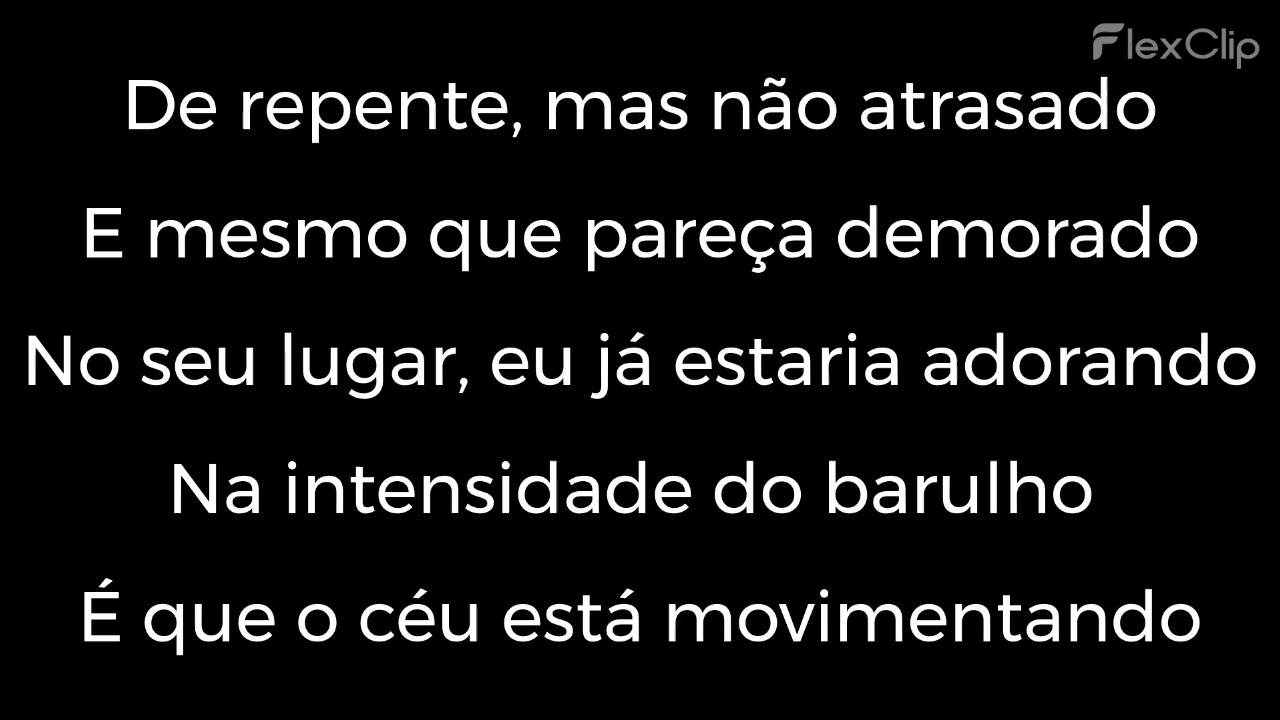 FlexClip
De repente, mas não atrasado
E mesmo que pareça demorado
No seu lugar, eu já estaria adorando
Na intensidade do barulho
É que o céu está movimentando